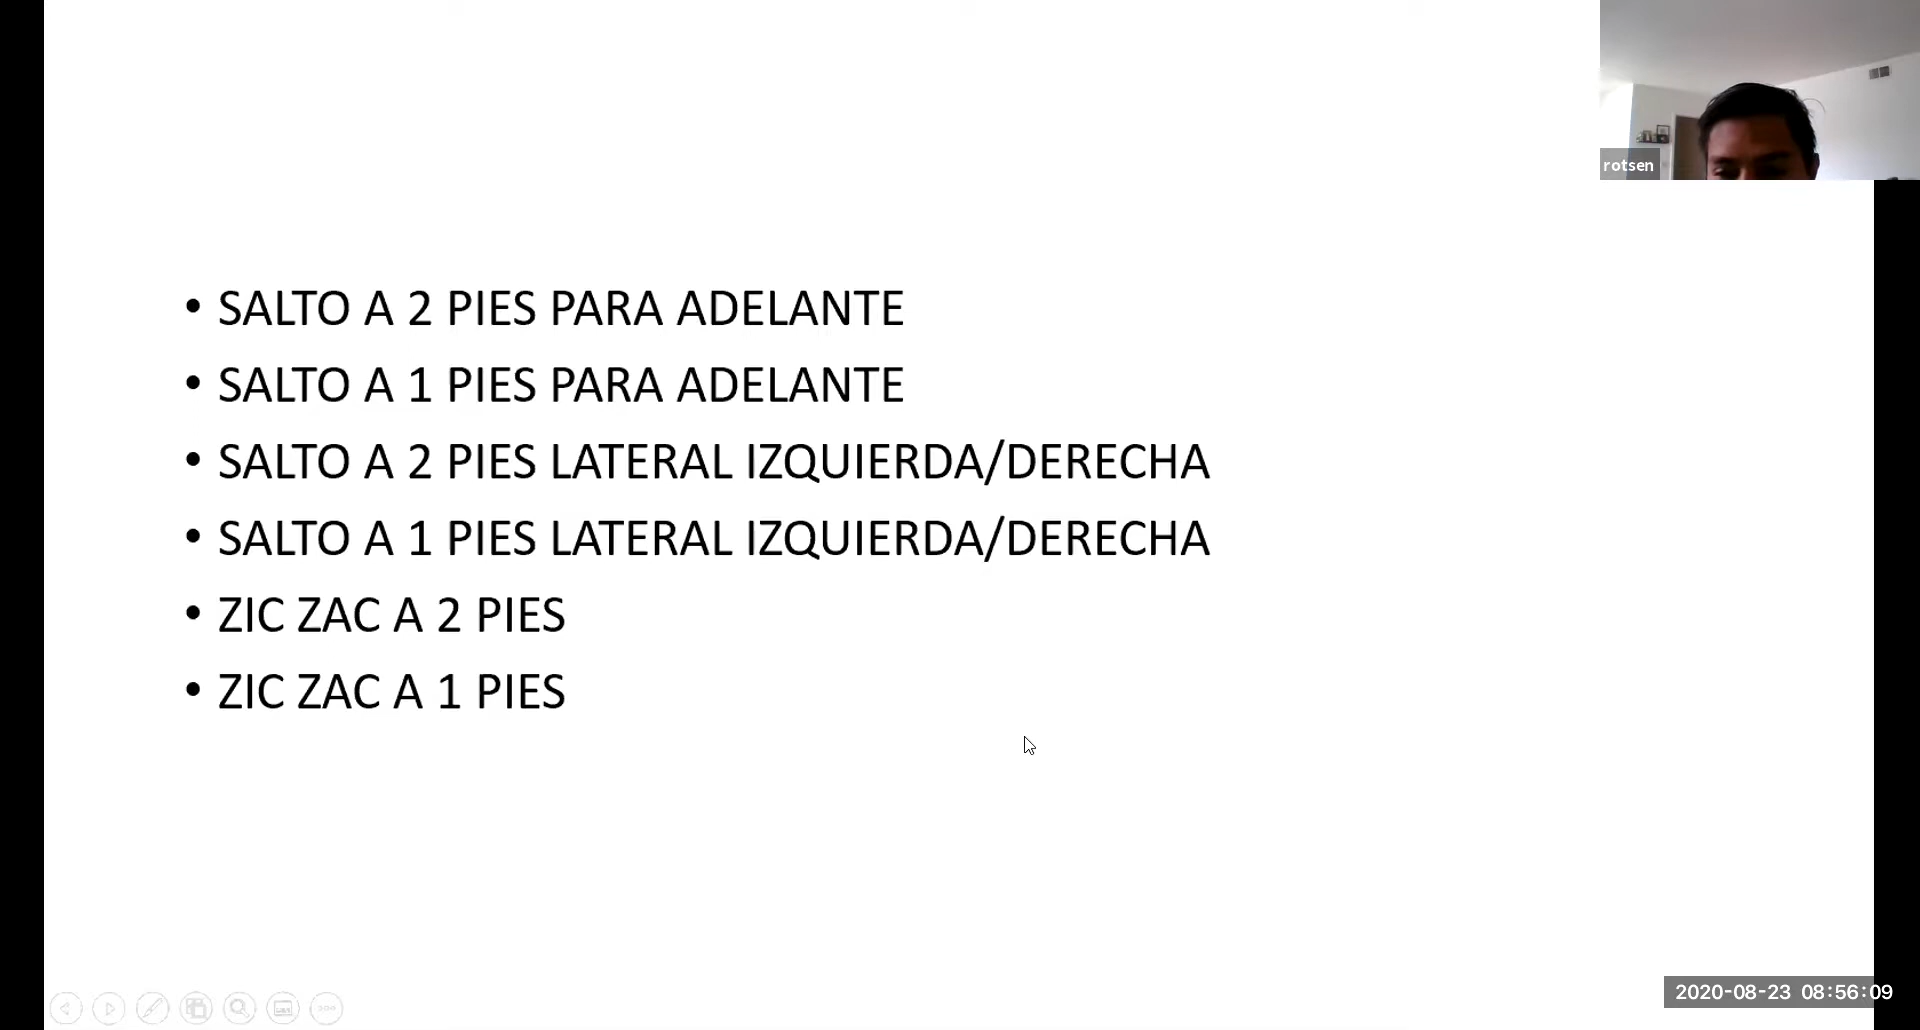 rotsen
• SALTO A 2 PIES PARA ADELANTE
• SALTO A 1 PIES PARA ADELANTE
• SALTO A 2 PIES LATERAL IZQUIERDA/DERECHA
• SALTO A 1 PIES LATERAL IZQUIERDA/DERECHA
• ZIC ZAC A 2 PIES
• ZIC ZAC A 1 PIES
2020-08-23 08:56:09